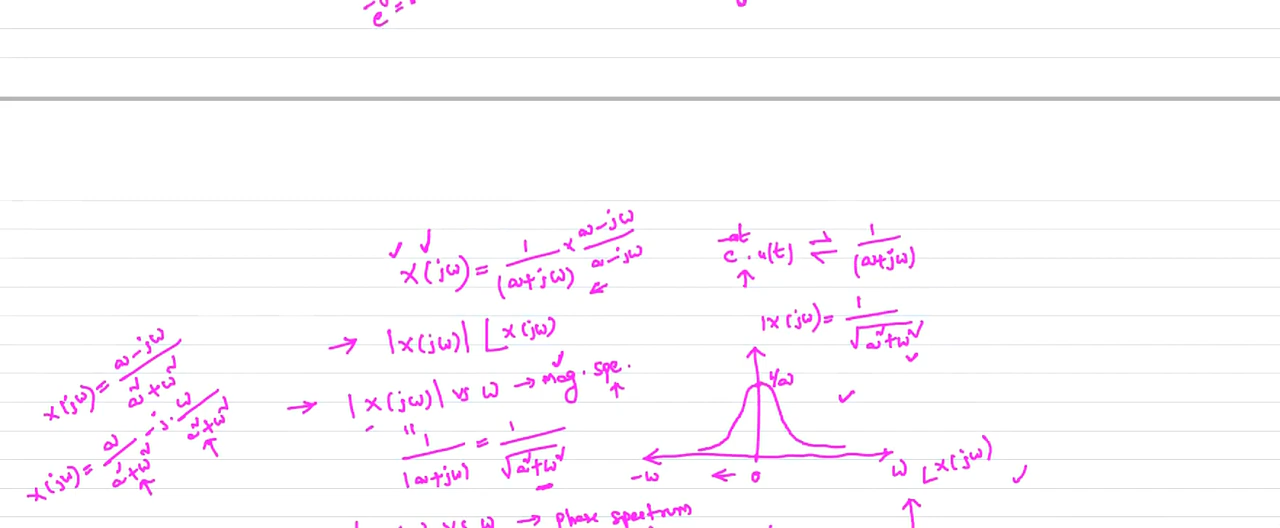 x(jω) = 1/(a+jω) × a-jω/a-jω
e^-at . u(t) ⇌ 1/(a+jω)
|x(jω) = 1/√a²+ω²
→ |x(jω)| ∟x(jω)
→ |x(jω)| vs ω → mag. spe.
" 1/|a+jω) = 1/√a²+ω²
x(jω) = a-jω/a²+ω²
x(jω) = a/a²+ω² - j. ω/a²+ω²
1/a
-ω ← 0 ω ∟x(jω)
vs ω → phase spectrum